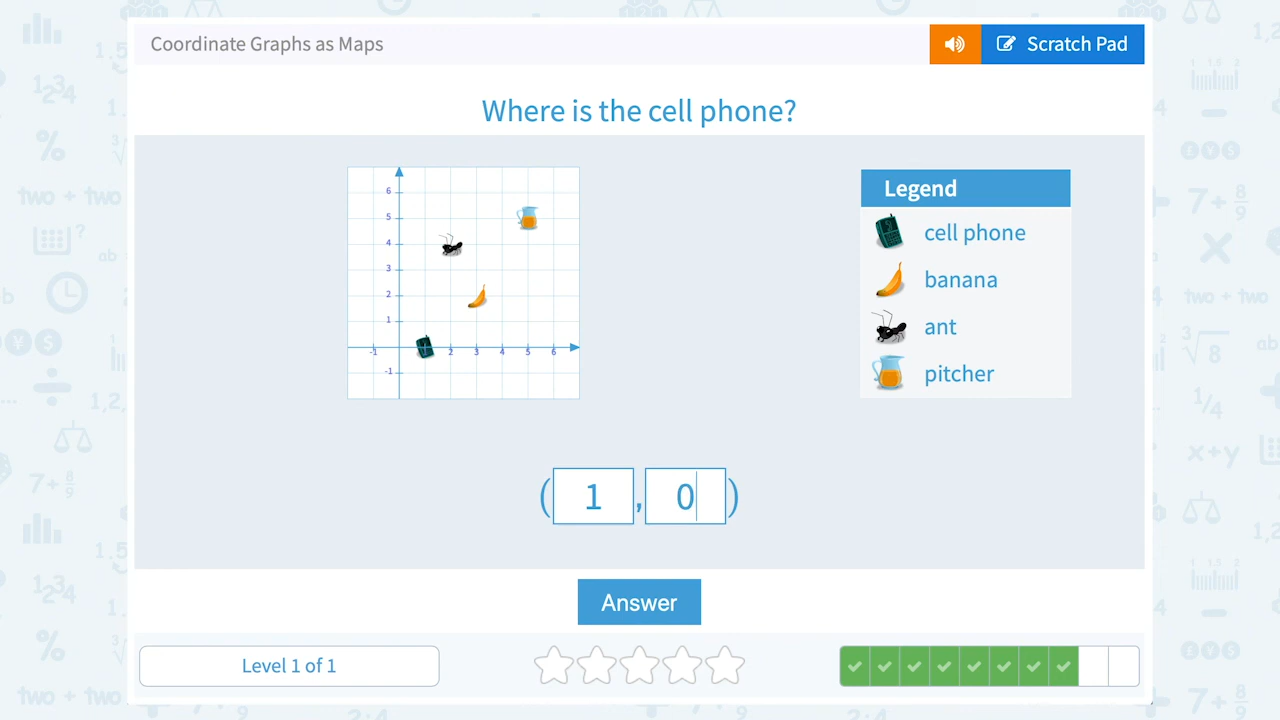 Coordinate Graphs as Maps
Scratch Pad
Where is the cell phone?
6
5
4
3
2
1
-1 2 3 4 5 6
-1
Legend
cell phone
banana
ant
pitcher
( 1 , 0 )
Answer
Level 1 of 1